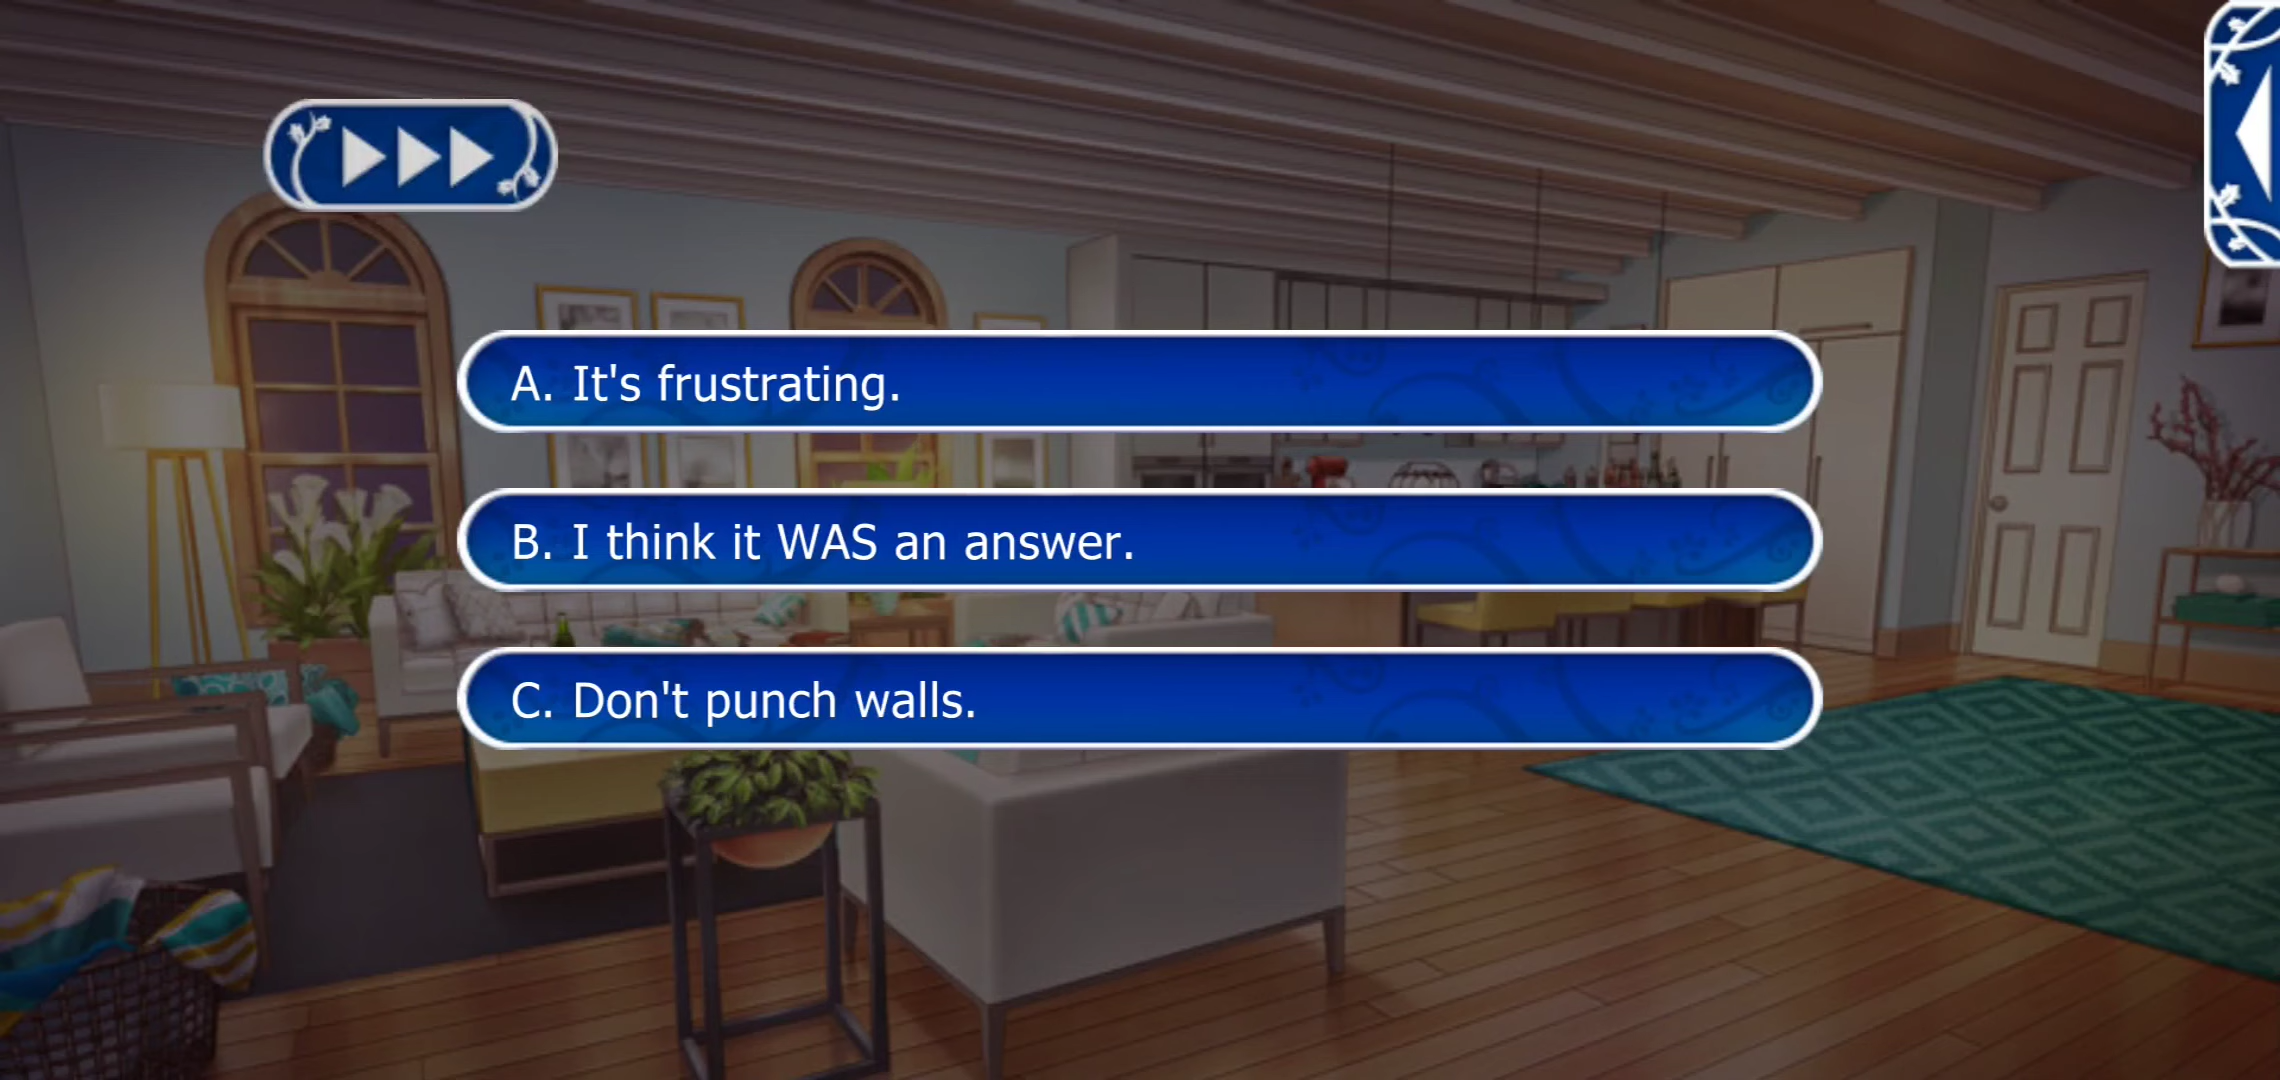 A. It's frustrating.
B. I think it WAS an answer.
C. Don't punch walls.